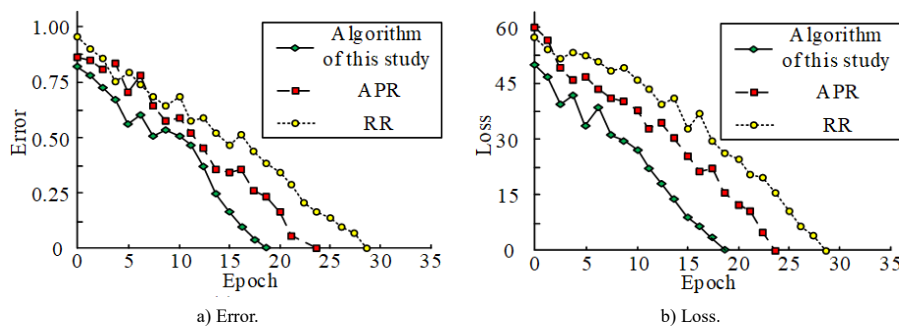 1.00
0.75
0.50
0.25
0
Error
0 5 10 15 20 25 30 35
Epoch
Algorithm
of this study
APR
RR
a) Error.
60
45
30
15
0
Loss
0 5 10 15 20 25 30 35
Epoch
Algorithm
of this study
APR
RR
b) Loss.